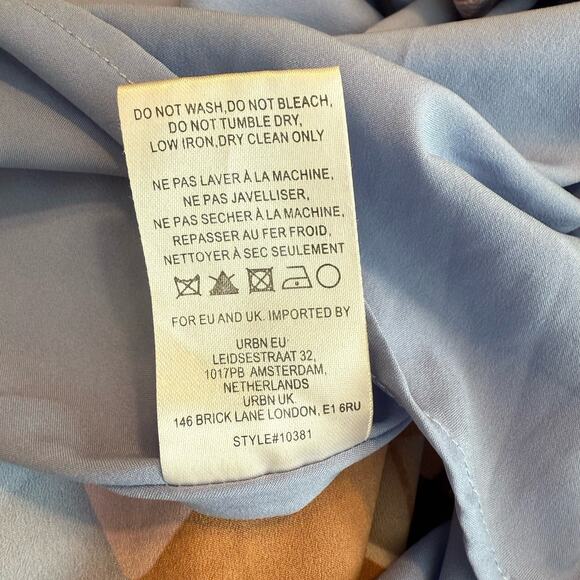 DO NOT WASH,DO NOT BLEACH,
DO NOT TUMBLE DRY,
LOW IRON,DRY CLEAN ONLY
NE PAS LAVER À LA MACHINE,
NE PAS JAVELLISER,
NE PAS SECHER À LA MACHINE,
REPASSER AU FER FROID,
NETTOYER À SEC SEULEMENT
FOR EU AND UK. IMPORTED BY
URBN EU
LEIDSESTRAAT 32,
1017PB AMSTERDAM,
NETHERLANDS
URBN UK.
146 BRICK LANE LONDON, E1 6RU
STYLE#10381